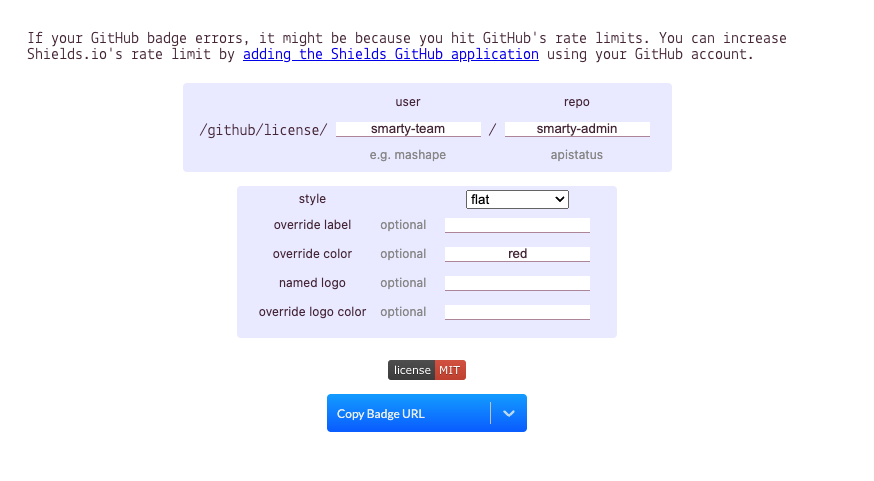 If your GitHub badge errors, it might be because you hit GitHub's rate limits. You can increase
Shields.io's rate limit by adding the Shields GitHub application using your GitHub account.
user repo
/github/license/ smarty-team / smarty-admin
e.g. mashape apistatus
style flat
override label optional
override color optional red
named logo optional
override logo color optional
license MIT
Copy Badge URL